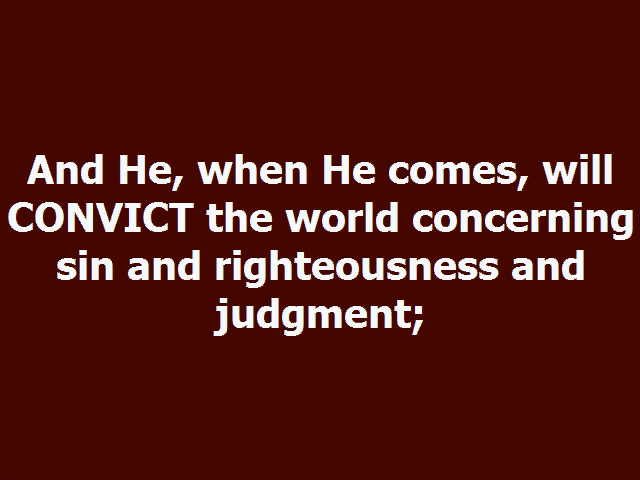 And He, when He comes, will
CONVICT the world concerning
sin and righteousness and
judgment;